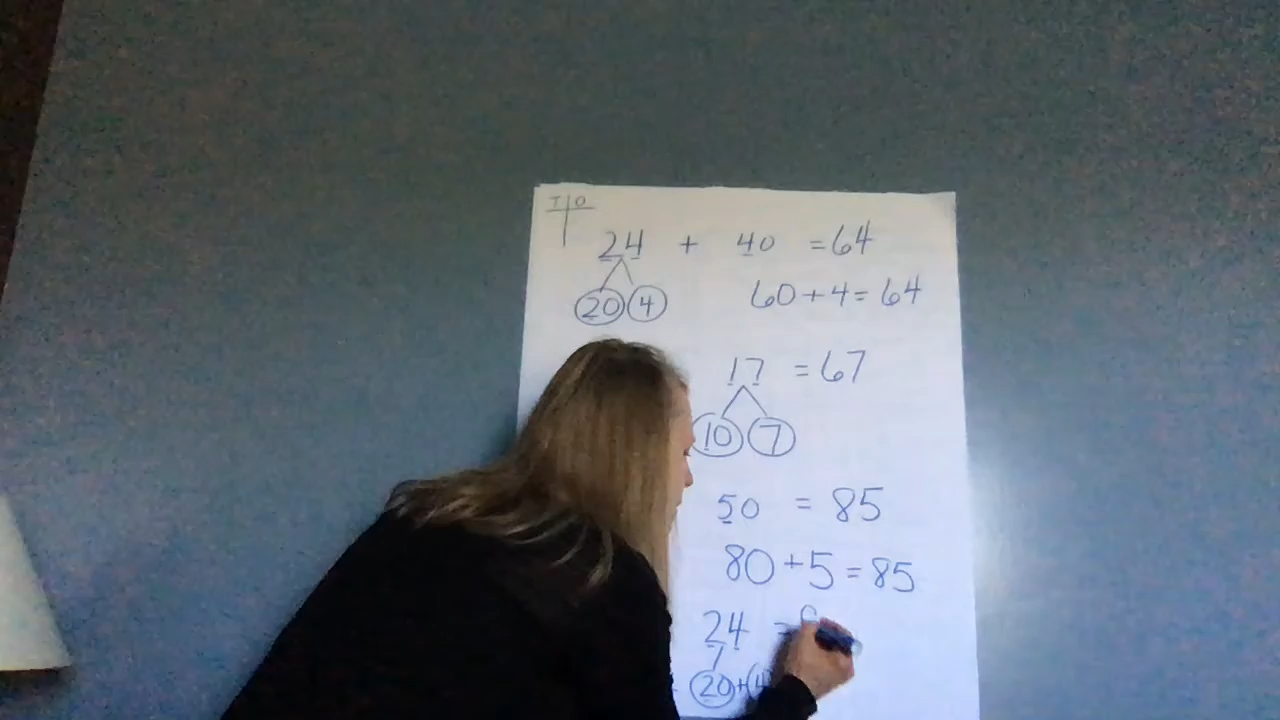 T O
24 + 40 = 64
20 4 60 + 4 = 64
17 = 67
10 7
50 = 85
80 + 5 = 85
24 =
20 + 4